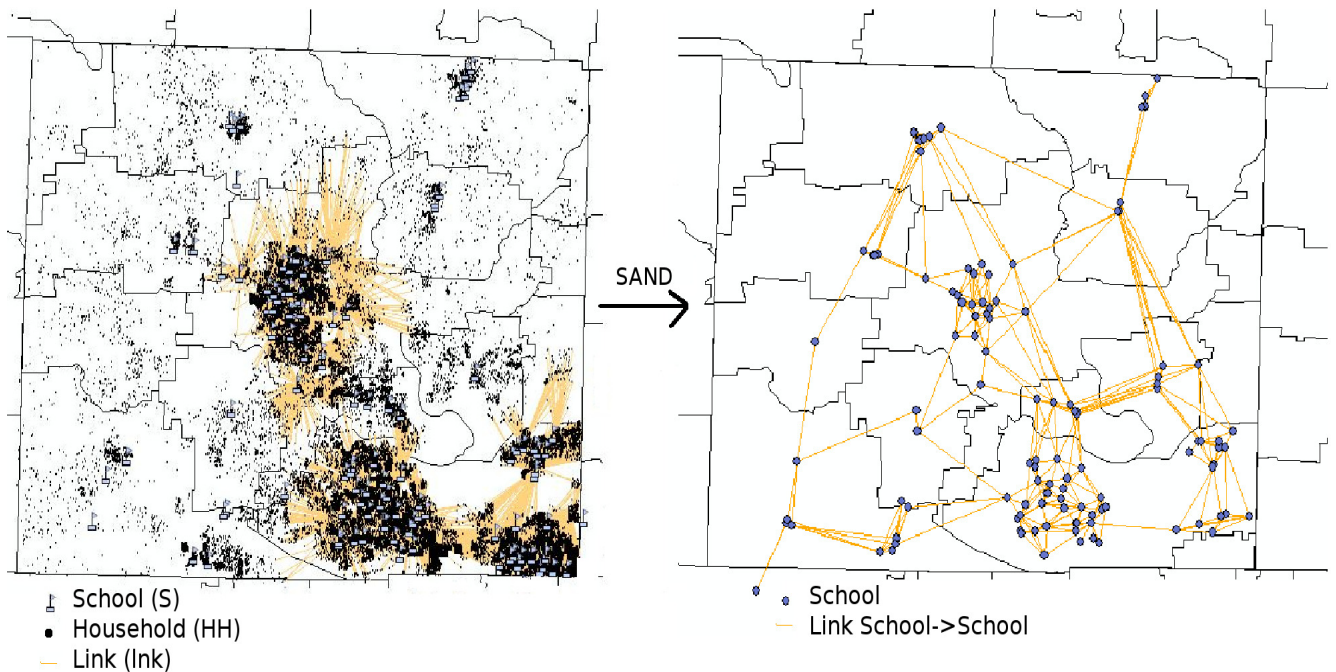 SAND
School (S)
Household (HH)
Link (lnk)
School
Link School->School